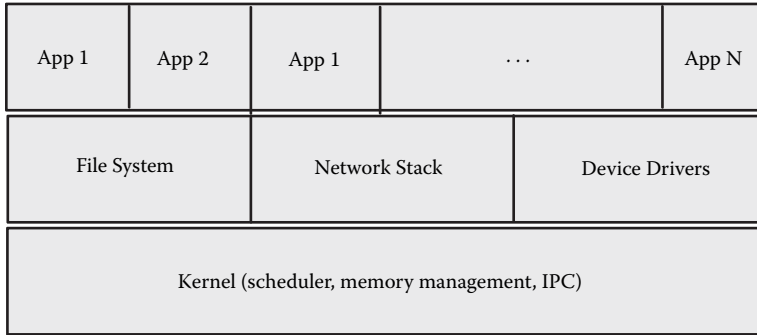 App 1
App 2
App 1
. . .
App N
File System
Network Stack
Device Drivers
Kernel (scheduler, memory management, IPC)